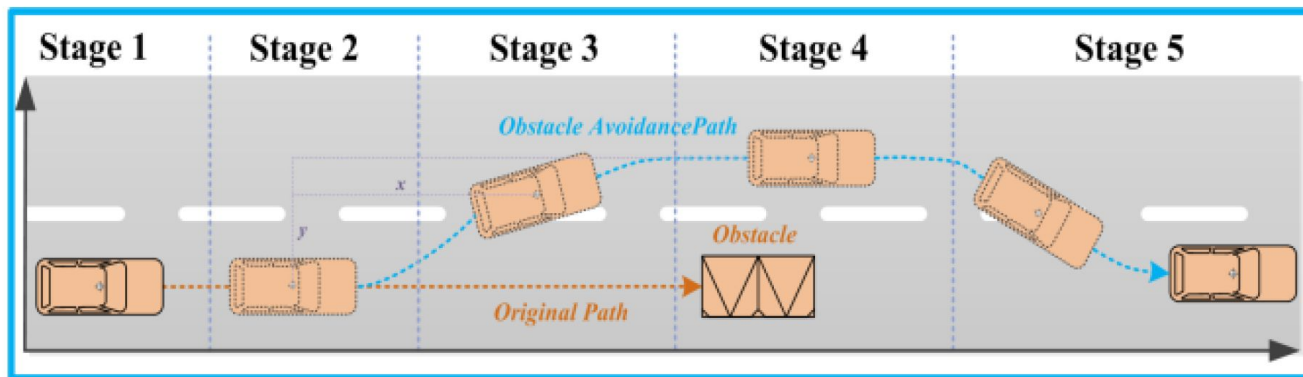 Stage 1
Stage 2
Stage 3
Stage 4
Stage 5
Obstacle AvoidancePath
x
y
Obstacle
Original Path